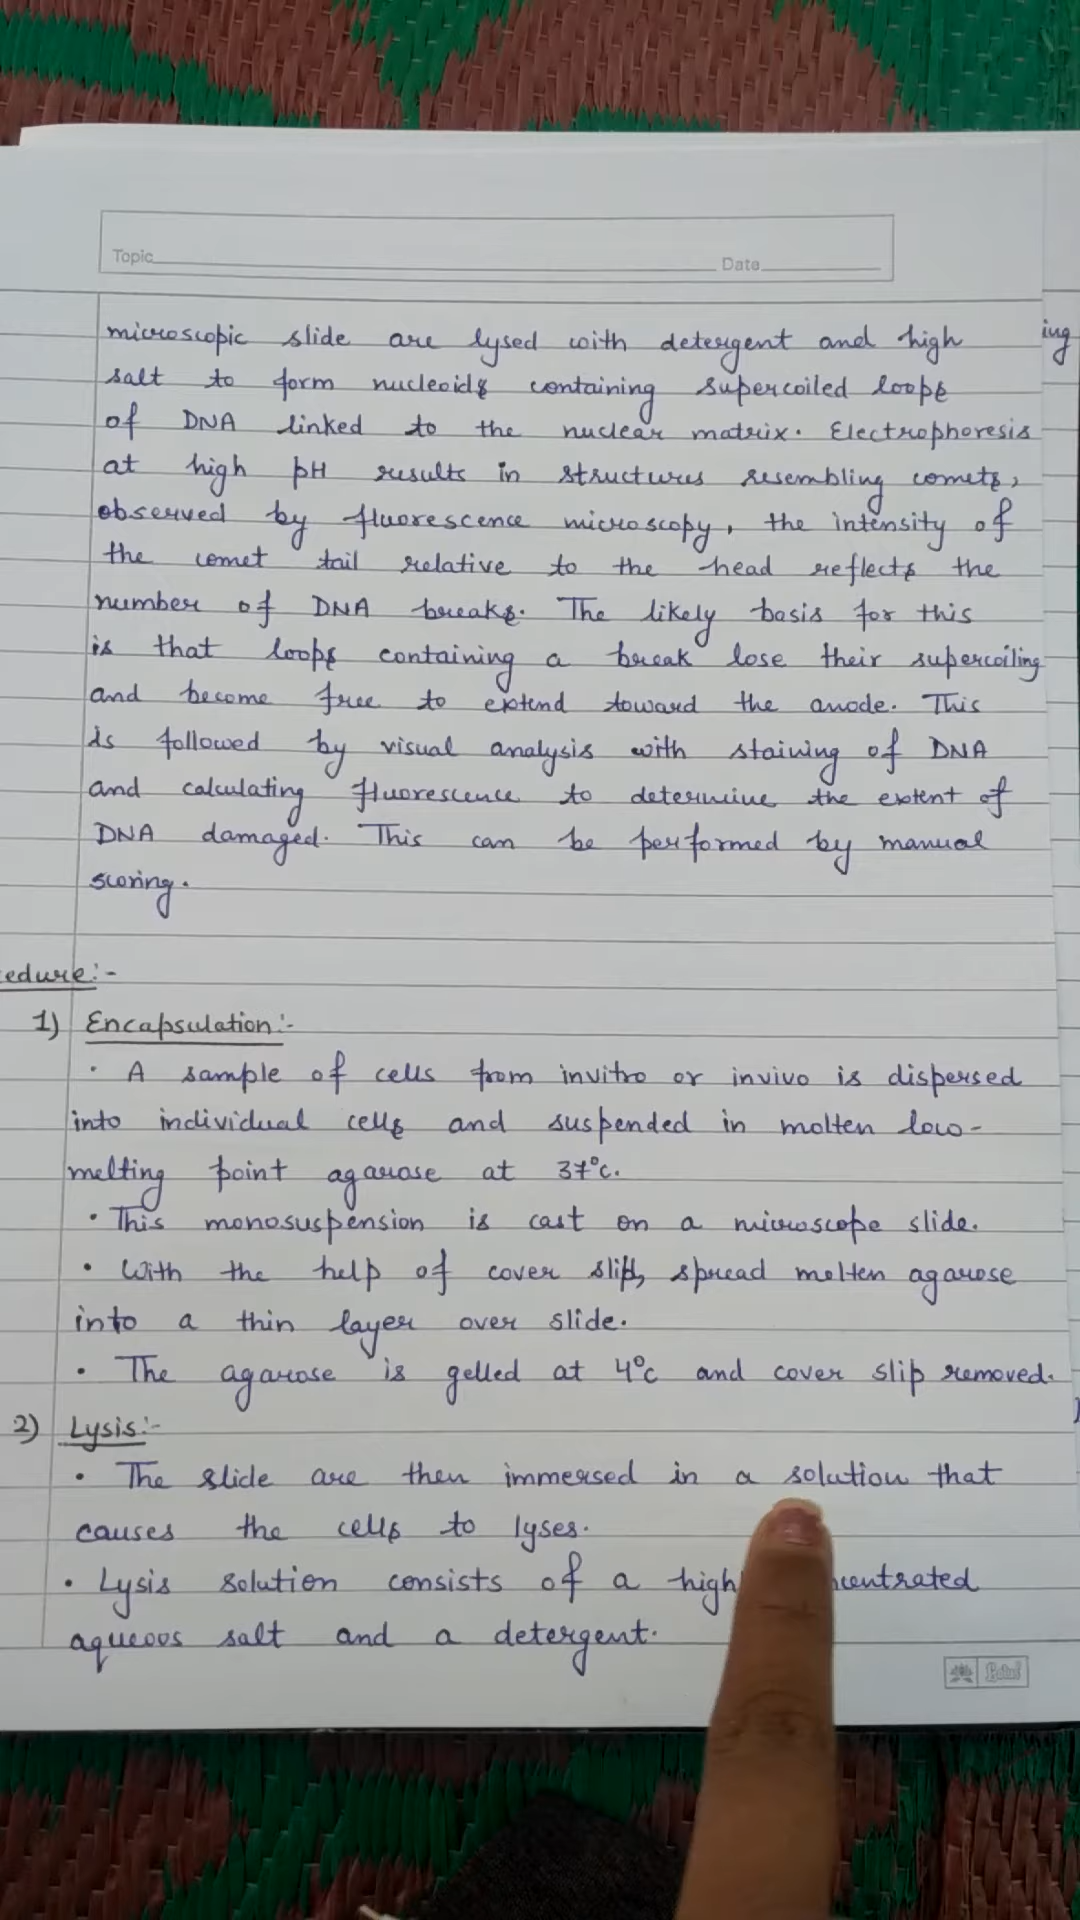 Topic Date
microscopic slide are lysed with detergent and high
ing
salt to form nucleoids containing supercoiled loops
of DNA linked to the nuclear matrix. Electrophoresis
at high pH results in structures resembling comets,
observed by fluorescence microscopy, the intensity of
the comet tail relative to the head reflects the
number of DNA breaks. The likely basis for this
is that loops containing a break lose their supercoiling
and become free to extend toward the anode. This
is followed by visual analysis with staining of DNA
and calculating fluorescence to determine the extent of
DNA damaged. This can be performed by manual
scoring.
edure:-
1) Encapsulation:-
• A sample of cells from invitro or invivo is dispersed
into individual cells and suspended in molten low-
melting point agarose at 37°c.
• This monosuspension is cast on a microscope slide.
• With the help of cover slip, spread molten agarose
into a thin layer over slide.
• The agarose is gelled at 4°c and cover slip removed.
2) Lysis:-
• The slide are then immersed in a solution that
causes the cells to lyses.
• Lysis solution consists of a high centrated
aqueous salt and a detergent.